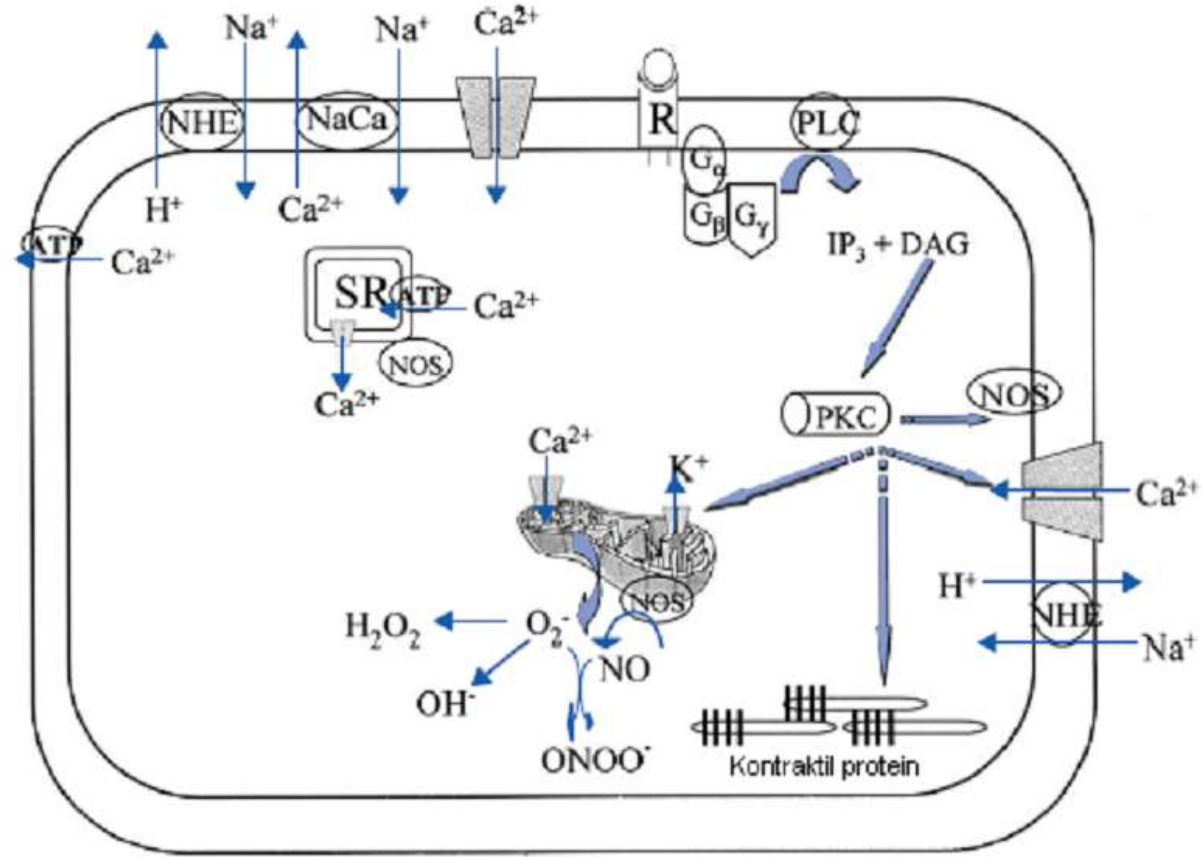 Na⁺
Na⁺
Ca²⁺
NHE
NaCa
R
PLC
Gα
Gβ
Gγ
H⁺
Ca²⁺
ATP
Ca²⁺
IP₃ + DAG
SR
ATP
Ca²⁺
NOS
Ca²⁺
PKC
NOS
Ca²⁺
K⁺
Ca²⁺
H⁺
NHE
Na⁺
NOS
H₂O₂
O₂⁻
NO
OH⁻
ONOO⁻
Kontraktil protein